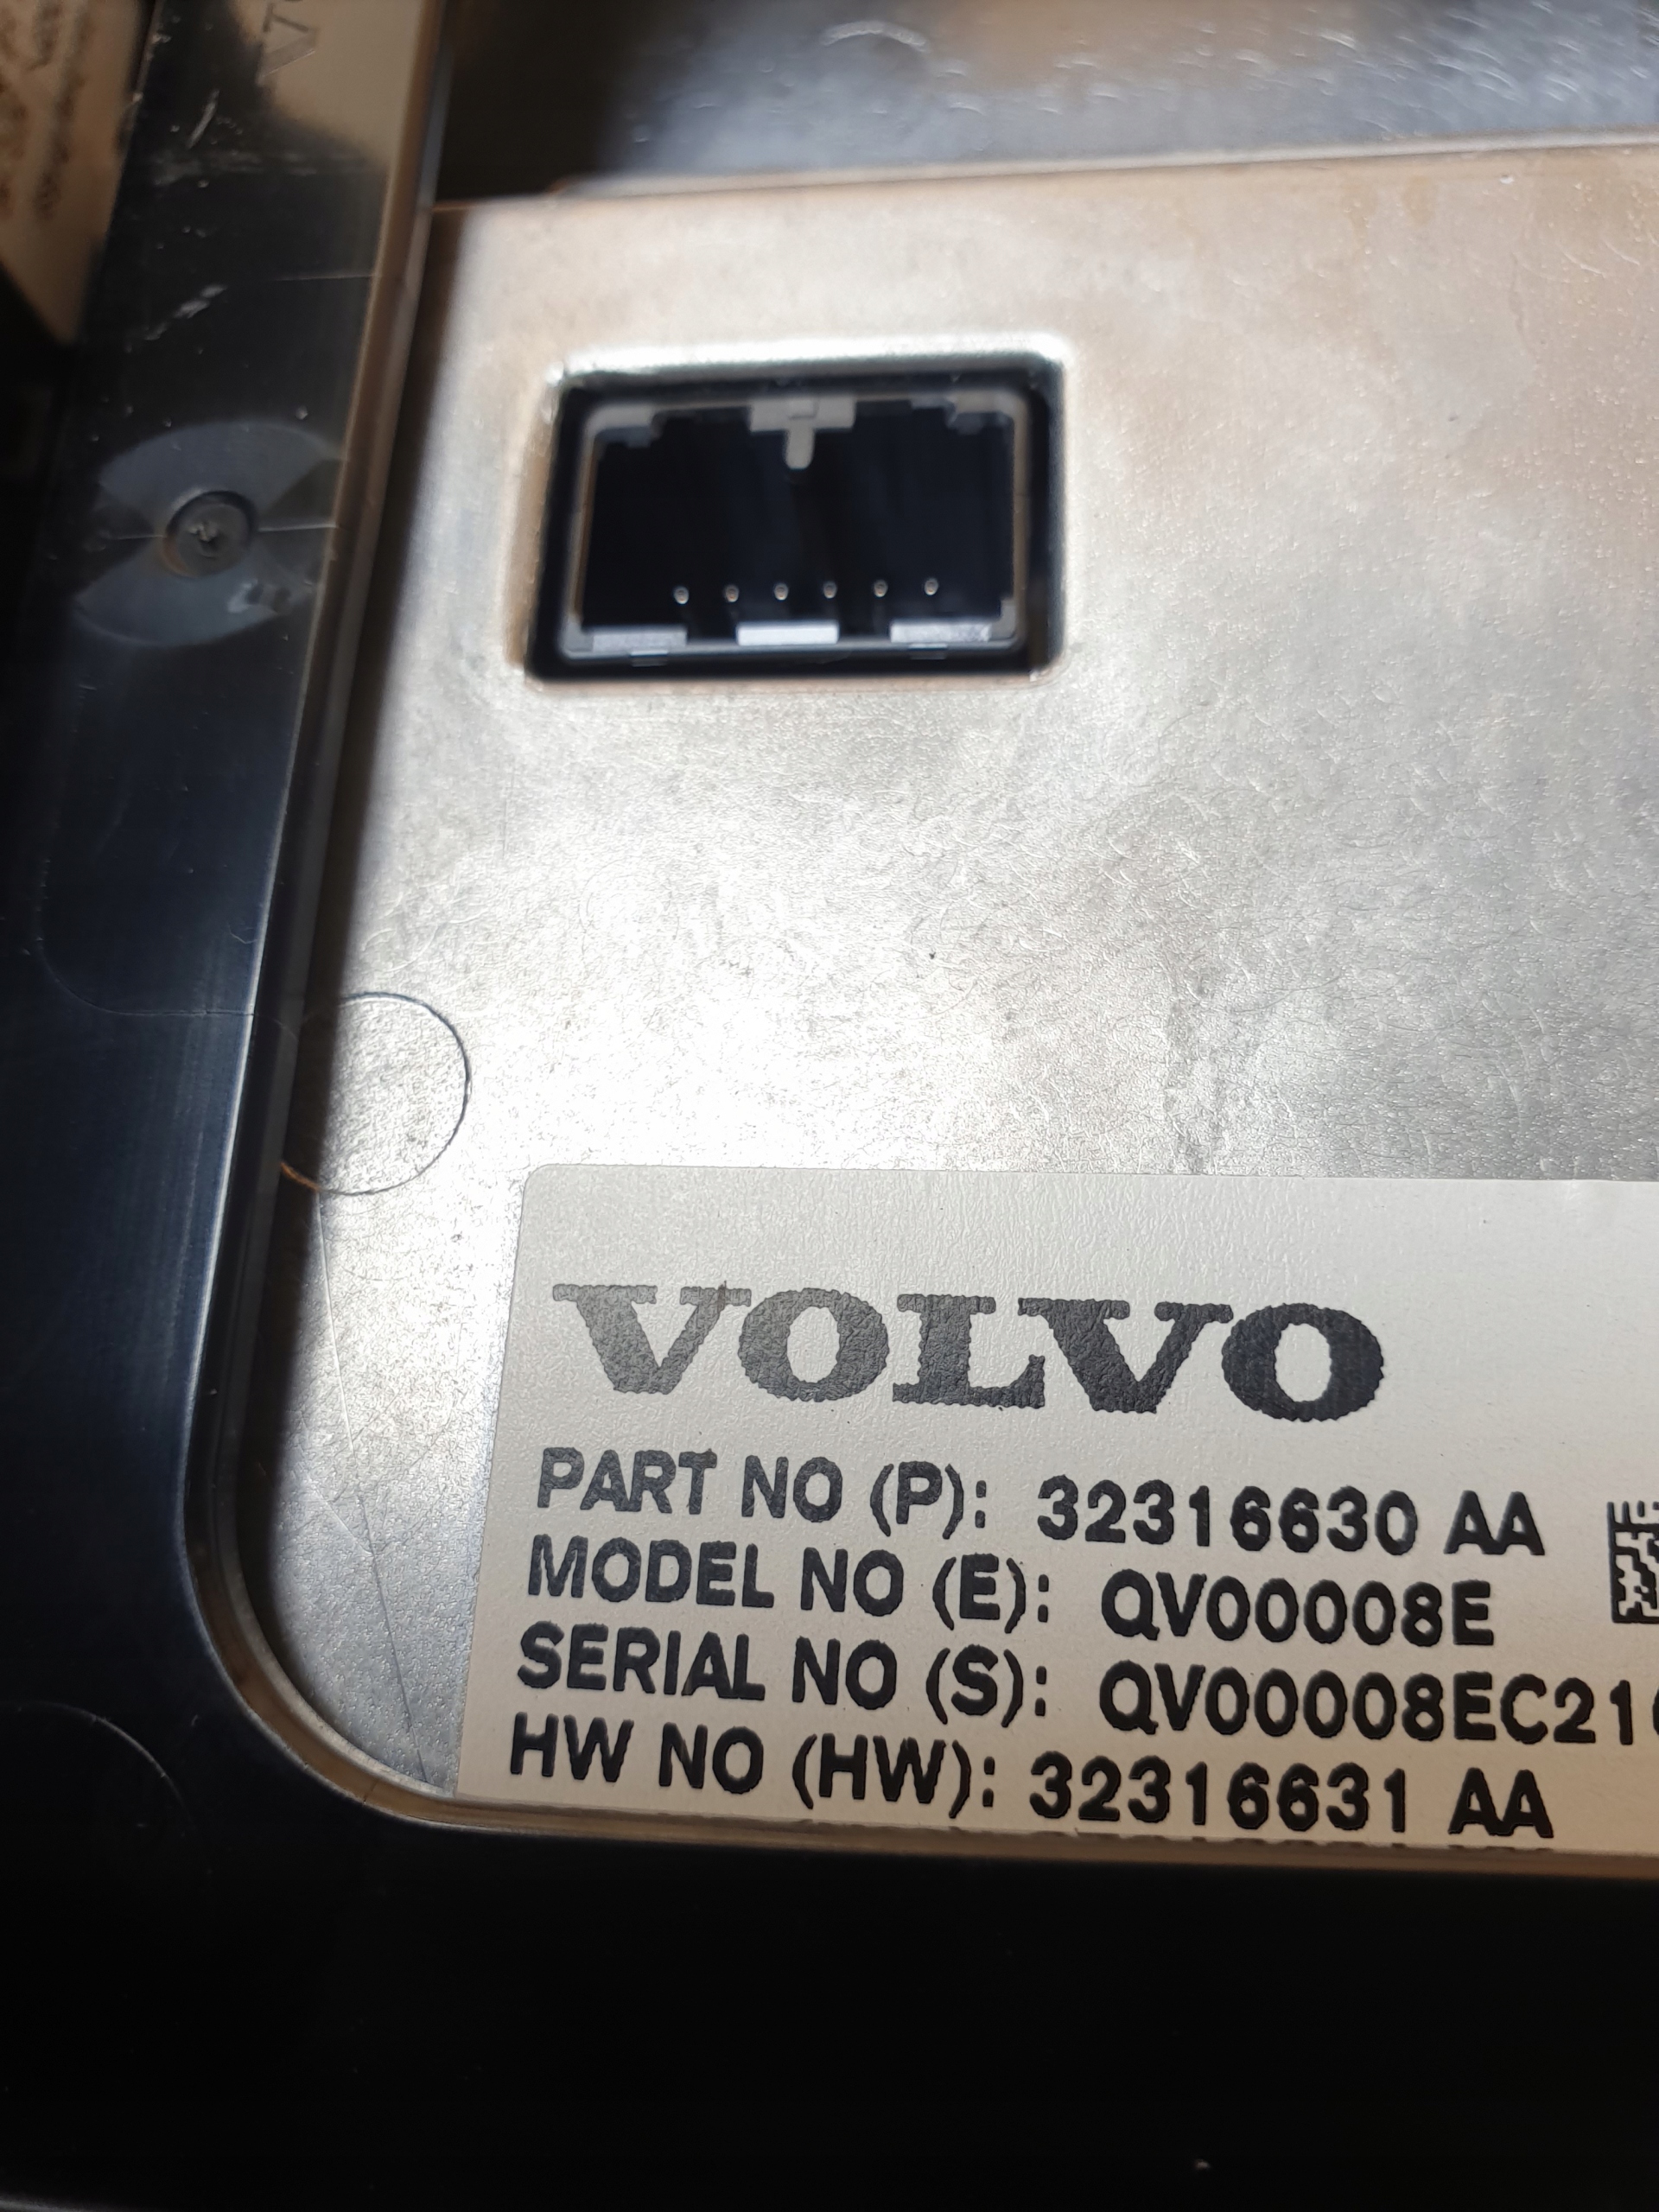 VOLVO
PART NO (P): 32316630 AA
MODEL NO (E): QV00008E
SERIAL NO (S): QV00008EC21
HW NO (HW): 32316631 AA